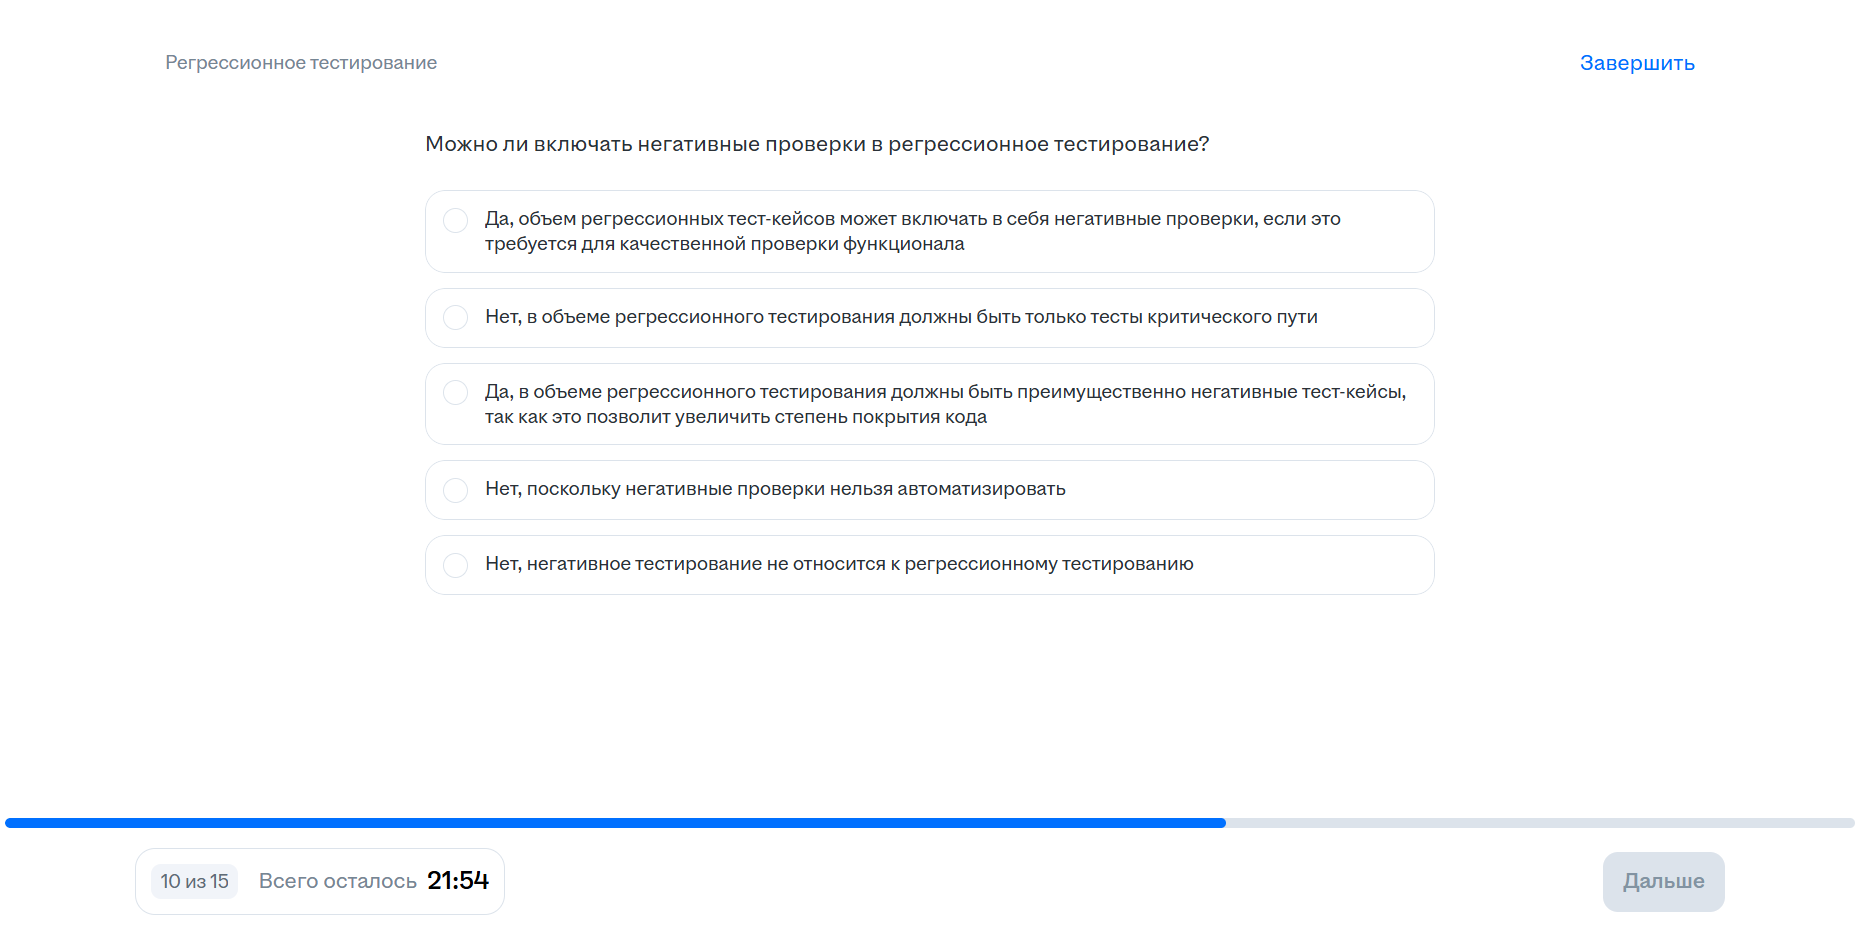 Регрессионное тестирование
Завершить
Можно ли включать негативные проверки в регрессионное тестирование?
Да, объем регрессионных тест-кейсов может включать в себя негативные проверки, если это
требуется для качественной проверки функционала
Нет, в объеме регрессионного тестирования должны быть только тесты критического пути
Да, в объеме регрессионного тестирования должны быть преимущественно негативные тест-кейсы,
так как это позволит увеличить степень покрытия кода
Нет, поскольку негативные проверки нельзя автоматизировать
Нет, негативное тестирование не относится к регрессионному тестированию
10 из 15
Всего осталось 21:54
Дальше